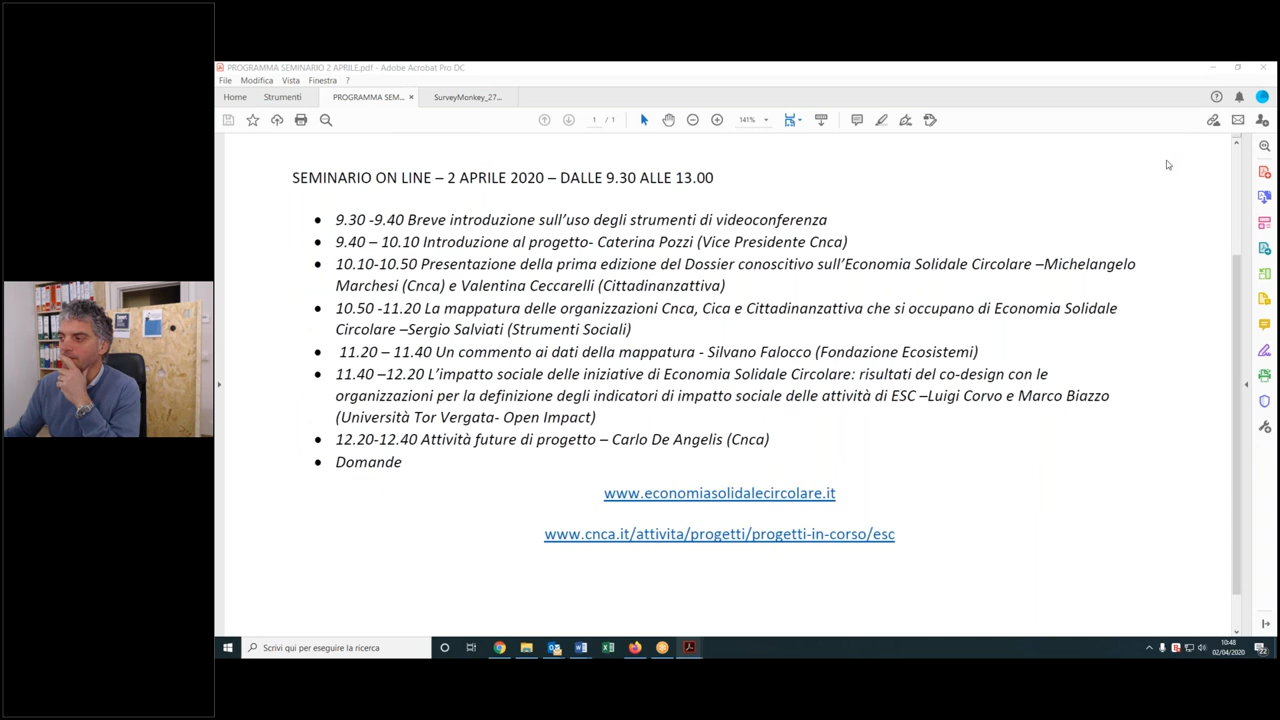 PROGRAMMA SEMINARIO 2 APRILE.pdf - Adobe Acrobat Pro DC
File Modifica Vista Finestra ?
Home Strumenti PROGRAMMA SEM... × SurveyMonkey_27...
1 / 1 141%
SEMINARIO ON LINE – 2 APRILE 2020 – DALLE 9.30 ALLE 13.00
• 9.30 -9.40 Breve introduzione sull'uso degli strumenti di videoconferenza
• 9.40 – 10.10 Introduzione al progetto- Caterina Pozzi (Vice Presidente Cnca)
• 10.10-10.50 Presentazione della prima edizione del Dossier conoscitivo sull'Economia Solidale Circolare –Michelangelo
Marchesi (Cnca) e Valentina Ceccarelli (Cittadinanzattiva)
• 10.50 -11.20 La mappatura delle organizzazioni Cnca, Cica e Cittadinanzattiva che si occupano di Economia Solidale
Circolare –Sergio Salviati (Strumenti Sociali)
• 11.20 – 11.40 Un commento ai dati della mappatura - Silvano Falocco (Fondazione Ecosistemi)
• 11.40 –12.20 L'impatto sociale delle iniziative di Economia Solidale Circolare: risultati del co-design con le
organizzazioni per la definizione degli indicatori di impatto sociale delle attività di ESC –Luigi Corvo e Marco Biazzo
(Università Tor Vergata- Open Impact)
• 12.20-12.40 Attività future di progetto – Carlo De Angelis (Cnca)
• Domande
www.economiasolidalecircolare.it
www.cnca.it/attivita/progetti/progetti-in-corso/esc
Scrivi qui per eseguire la ricerca
10:48
02/04/2020
22